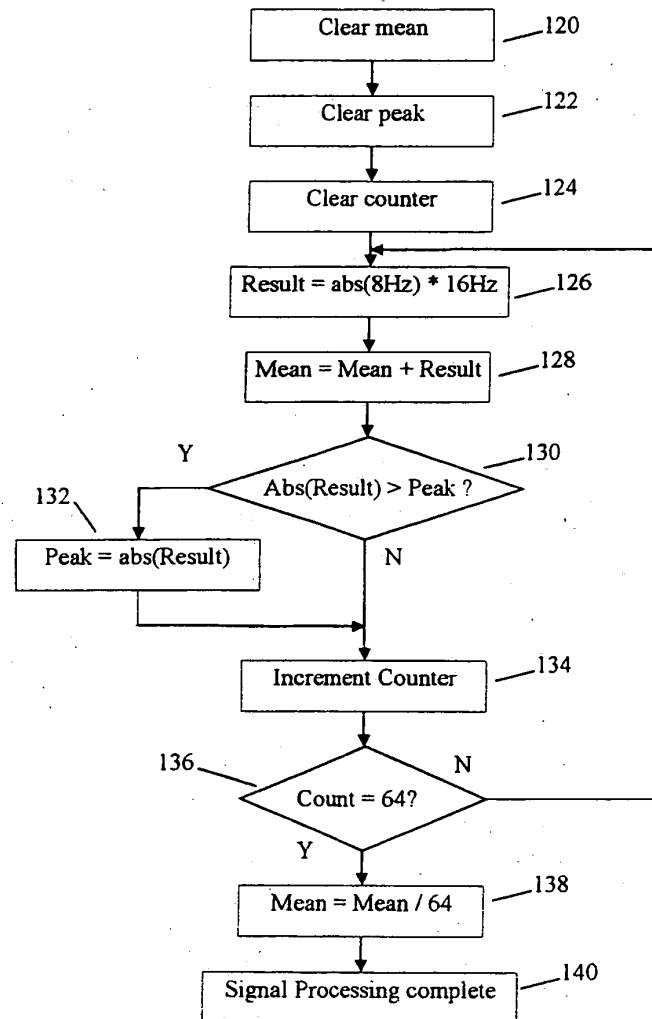 Clear mean
120
Clear peak
122
Clear counter
124
Result = abs(8Hz) * 16Hz
126
Mean = Mean + Result
128
Y
130
Abs(Result) > Peak ?
132
Peak = abs(Result)
N
Increment Counter
134
136
N
Count = 64?
Y
Mean = Mean / 64
138
Signal Processing complete
140